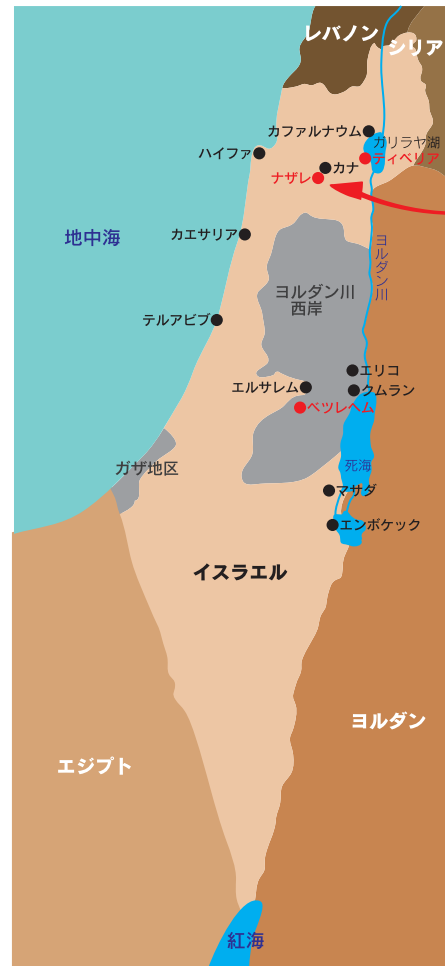 レバノン
シリア
カファルナウム
ガリラヤ湖
ハイファ
ティベリア
カナ
ナザレ
地中海
カエサリア
ヨルダン川
ヨルダン川
西岸
テルアビブ
エリコ
エルサレム
クムラン
ベツレヘム
ガザ地区
死海
マサダ
エンボケック
イスラエル
ヨルダン
エジプト
紅海